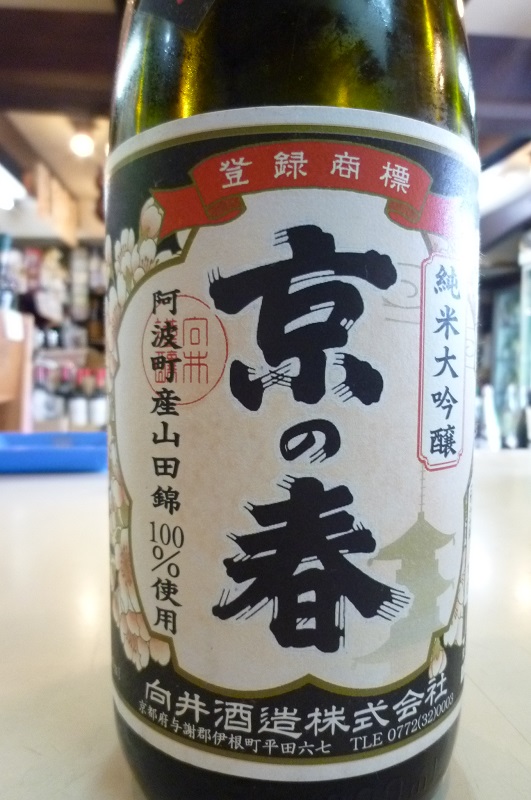 登録商標
純米大吟醸
京の春
阿波町産山田錦100%使用
向井酒造株式会社
京都府与謝郡伊根町平田六七 TLE 0772(32)0003